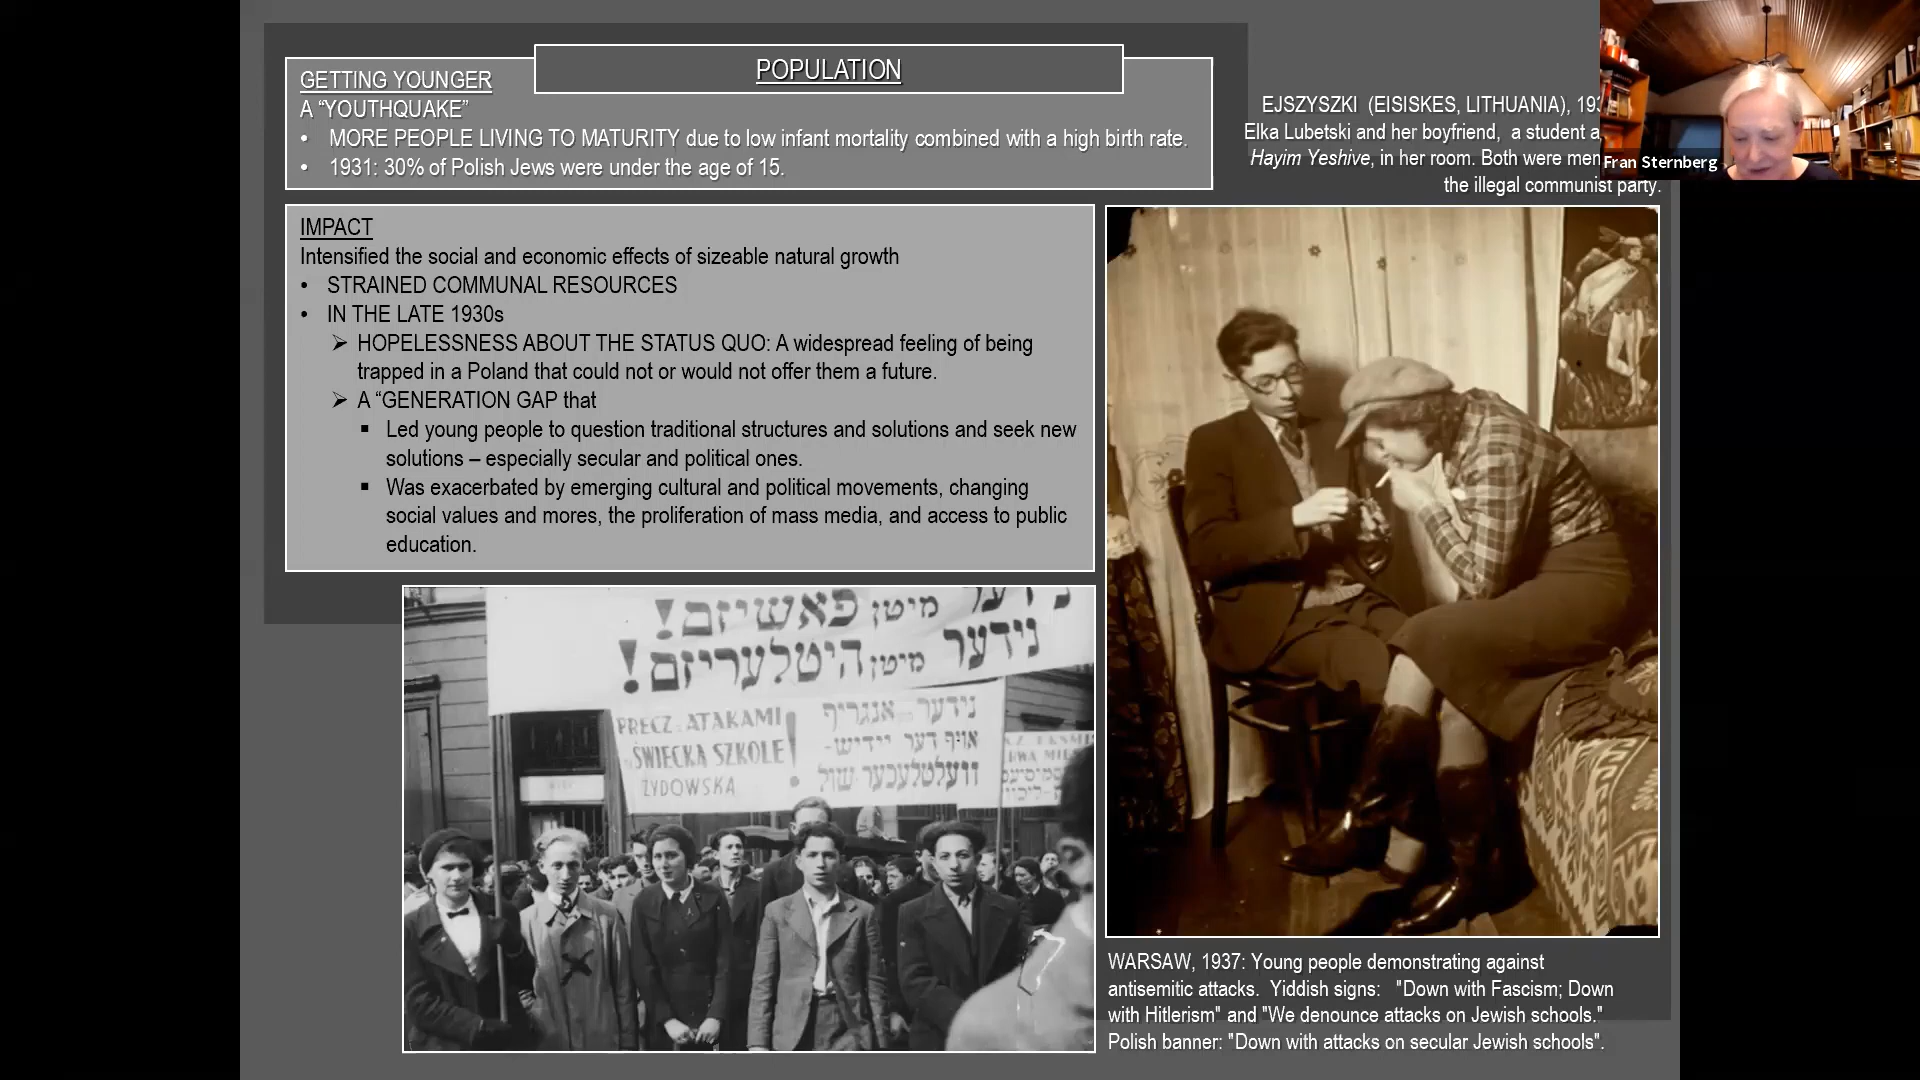 POPULATION
GETTING YOUNGER
A “YOUTHQUAKE”
• MORE PEOPLE LIVING TO MATURITY due to low infant mortality combined with a high birth rate.
• 1931: 30% of Polish Jews were under the age of 15.
EJSZYSZKI (EISISKES, LITHUANIA),
Elka Lubetski and her boyfriend, a student
Hayim Yeshive, in her room. Both were
the illegal communist party.
Fran Sternberg
IMPACT
Intensified the social and economic effects of sizeable natural growth
• STRAINED COMMUNAL RESOURCES
• IN THE LATE 1930s
➢ HOPELESSNESS ABOUT THE STATUS QUO: A widespread feeling of being
trapped in a Poland that could not or would not offer them a future.
➢ A “GENERATION GAP that
▪ Led young people to question traditional structures and solutions and seek new
solutions – especially secular and political ones.
▪ Was exacerbated by emerging cultural and political movements, changing
social values and mores, the proliferation of mass media, and access to public
education.
נידער מיטן פאשיזם!
נידער מיטן היטלעריזם!
PRECZ z ATAKAMI
ŚWIECKĄ SZKOLE
ŻYDOWSKĄ
!
נידער אנגריף
אויף דער יידיש-
וועלטלעכער שול
WARSAW, 1937: Young people demonstrating against
antisemitic attacks. Yiddish signs: "Down with Fascism; Down
with Hitlerism" and "We denounce attacks on Jewish schools."
Polish banner: "Down with attacks on secular Jewish schools".